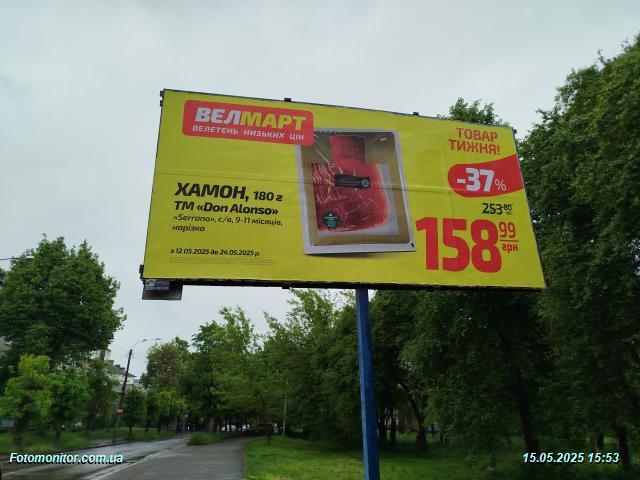 ВЕЛМАРТ
ВЕЛЕТЕНЬ НИЗЬКИХ ЦІН
ТОВАР
ТИЖНЯ!
-37%
ХАМОН, 180 г
ТМ «Don Alonso»
«Serrano», с/в, 9-11 місяців,
нарізка
253 80
158 99
грн
з 12.05.2025 до 24.05.2025 р.
Fotomonitor.com.ua
15.05.2025 15:53